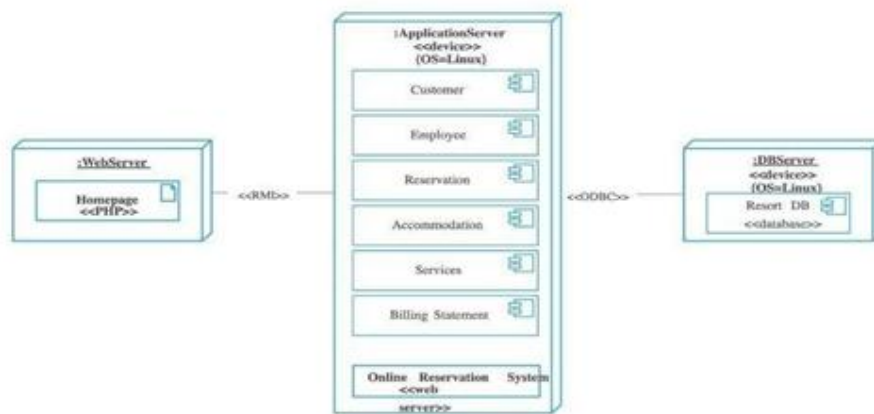 :ApplicationServer
<<device>>
{OS=Linux}
Customer
Employee
Reservation
Accommodation
Services
Billing Statement
Online Reservation System
<<web
server>>
:WebServer
Homepage
<<PHP>>
<<RMI>>
<<ODBC>>
:DBServer
<<device>>
{OS=Linux}
Resort DB
<<database>>